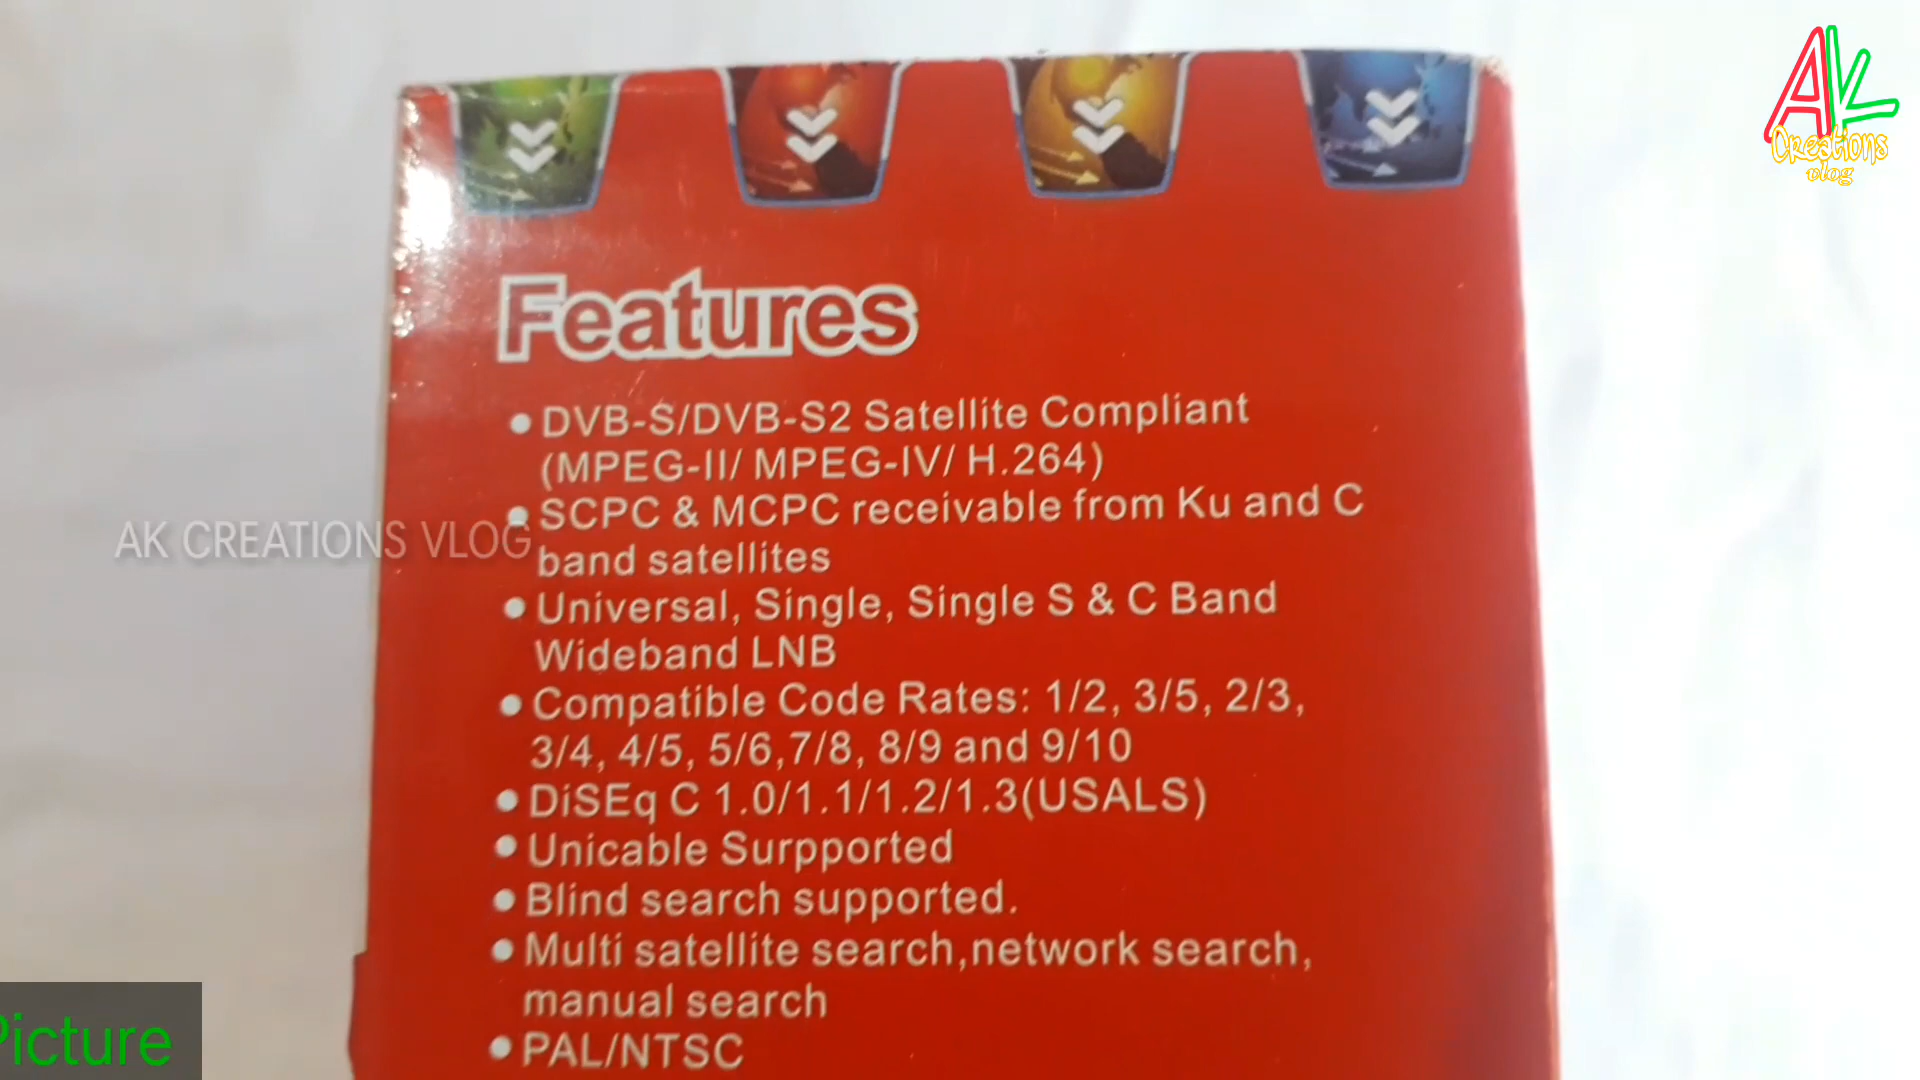 AK
Creations
vlog
Features
DVB-S/DVB-S2 Satellite Compliant
(MPEG-II/ MPEG-IV/ H.264)
SCPC & MCPC receivable from Ku and C
band satellites
AK CREATIONS VLOG
Universal, Single, Single S & C Band
Wideband LNB
Compatible Code Rates: 1/2, 3/5, 2/3,
3/4, 4/5, 5/6,7/8, 8/9 and 9/10
DiSEq C 1.0/1.1/1.2/1.3(USALS)
Unicable Surpported
Blind search supported.
Multi satellite search,network search,
manual search
PAL/NTSC
Picture